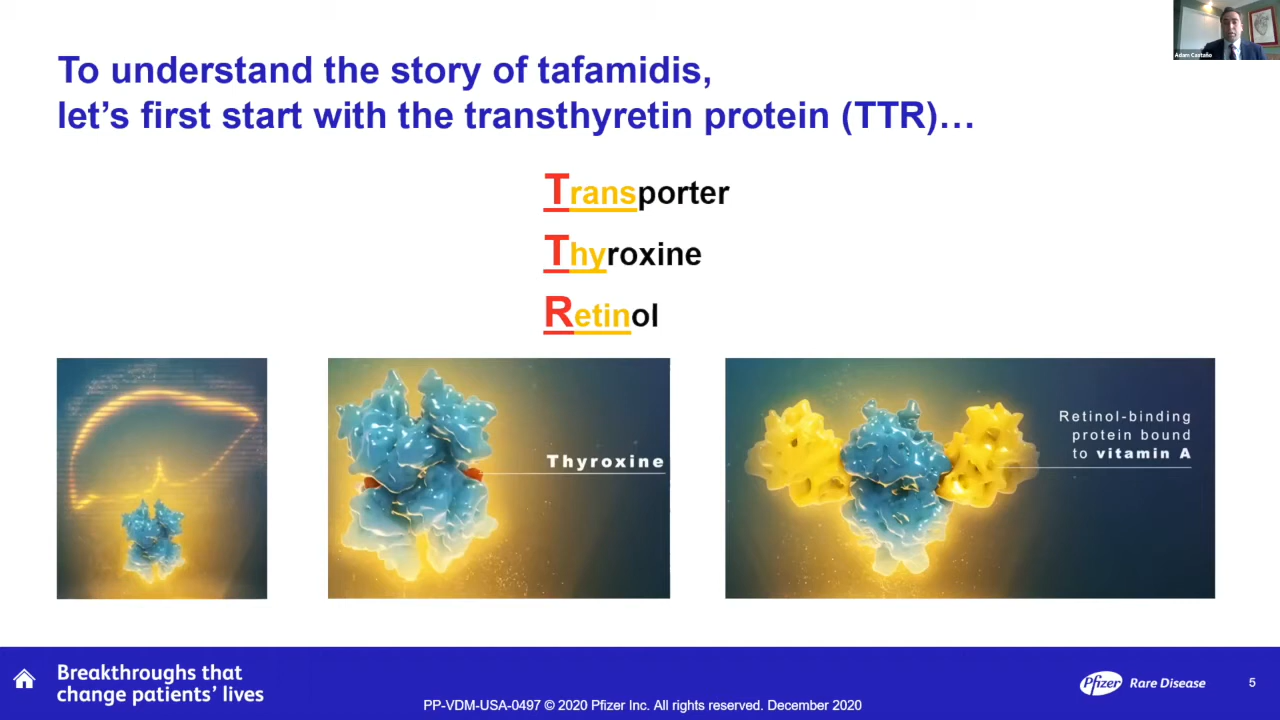 Adam Castaño
To understand the story of tafamidis,
let's first start with the transthyretin protein (TTR)…
Transporter
Thyroxine
Retinol
Thyroxine
Retinol-binding
protein bound
to vitamin A
Breakthroughs that
change patients' lives
PP-VDM-USA-0497 © 2020 Pfizer Inc. All rights reserved. December 2020
Pfizer Rare Disease
5